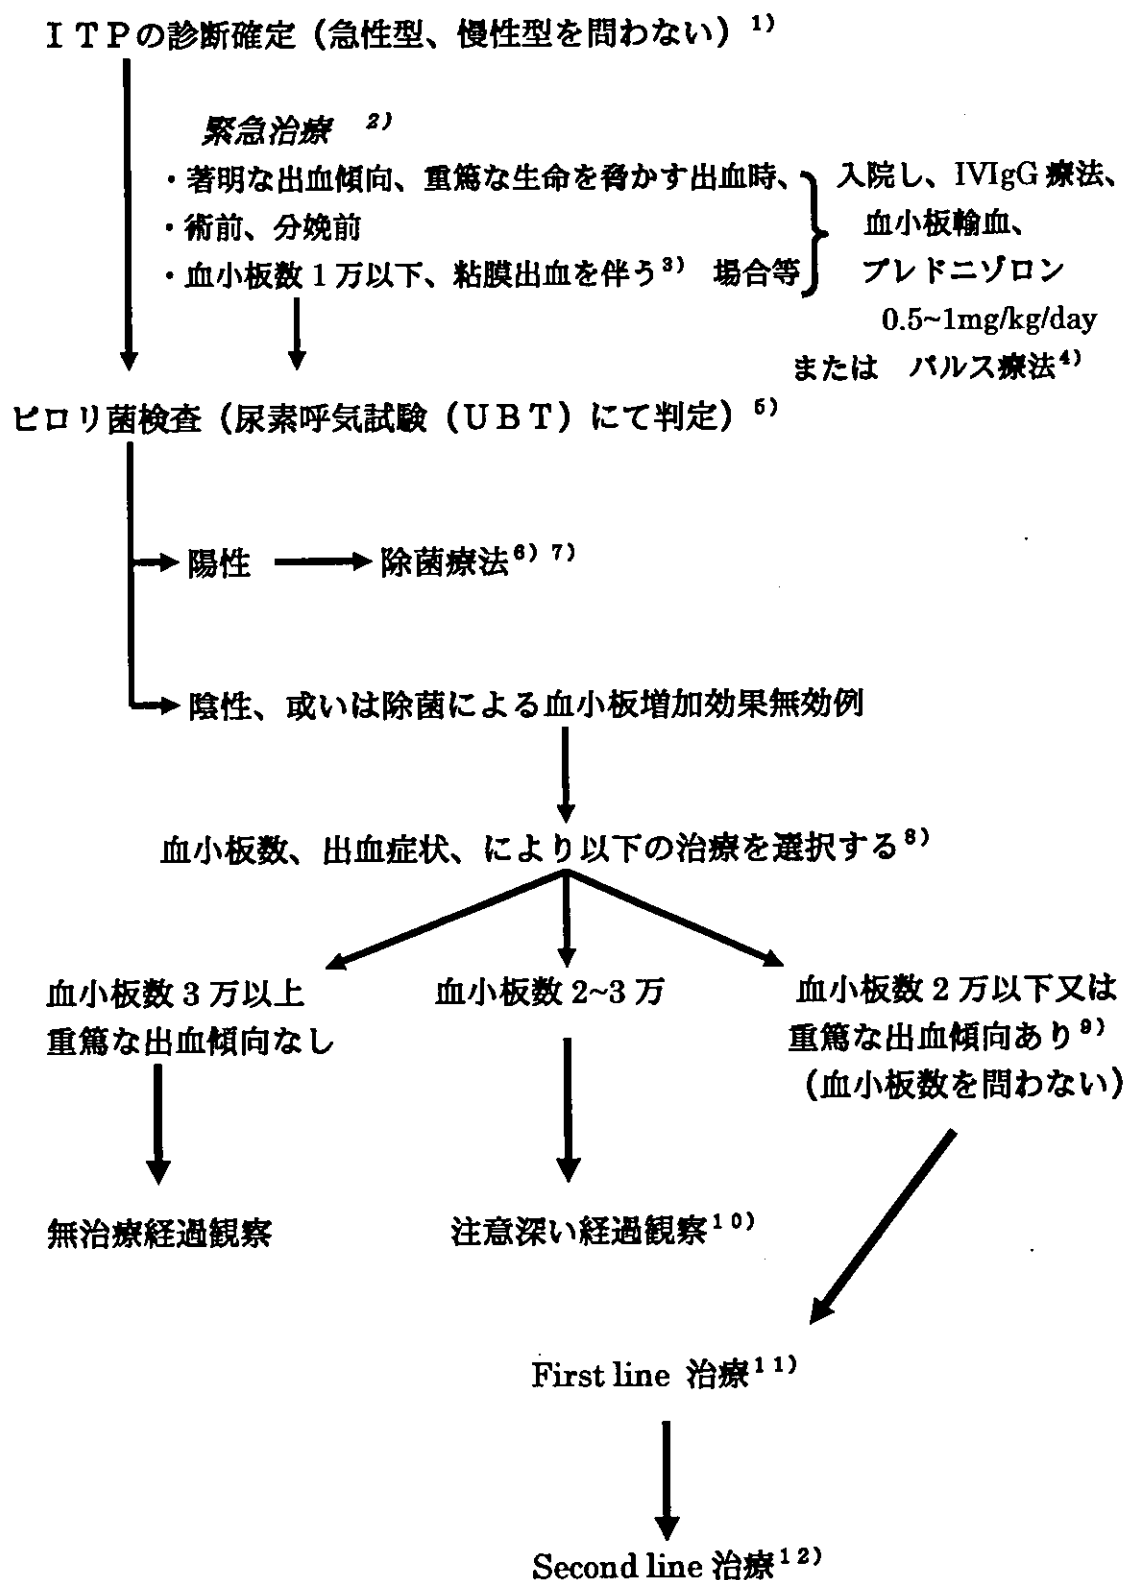 ＩＴＰの診断確定（急性型、慢性型を問わない）1)
緊急治療 2)
・著明な出血傾向、重篤な生命を脅かす出血時、
・術前、分娩前
・血小板数1万以下、粘膜出血を伴う3) 場合等
入院し、IVIgG療法、
血小板輸血、
プレドニゾロン
0.5~1mg/kg/day
または パルス療法4)
ピロリ菌検査（尿素呼気試験（ＵＢＴ）にて判定）5)
陽性 除菌療法6) 7)
陰性、或いは除菌による血小板増加効果無効例
血小板数、出血症状、により以下の治療を選択する8)
血小板数3万以上
重篤な出血傾向なし
血小板数2~3万
血小板数2万以下又は
重篤な出血傾向あり9)
（血小板数を問わない）
無治療経過観察
注意深い経過観察10)
First line 治療11)
Second line 治療12)